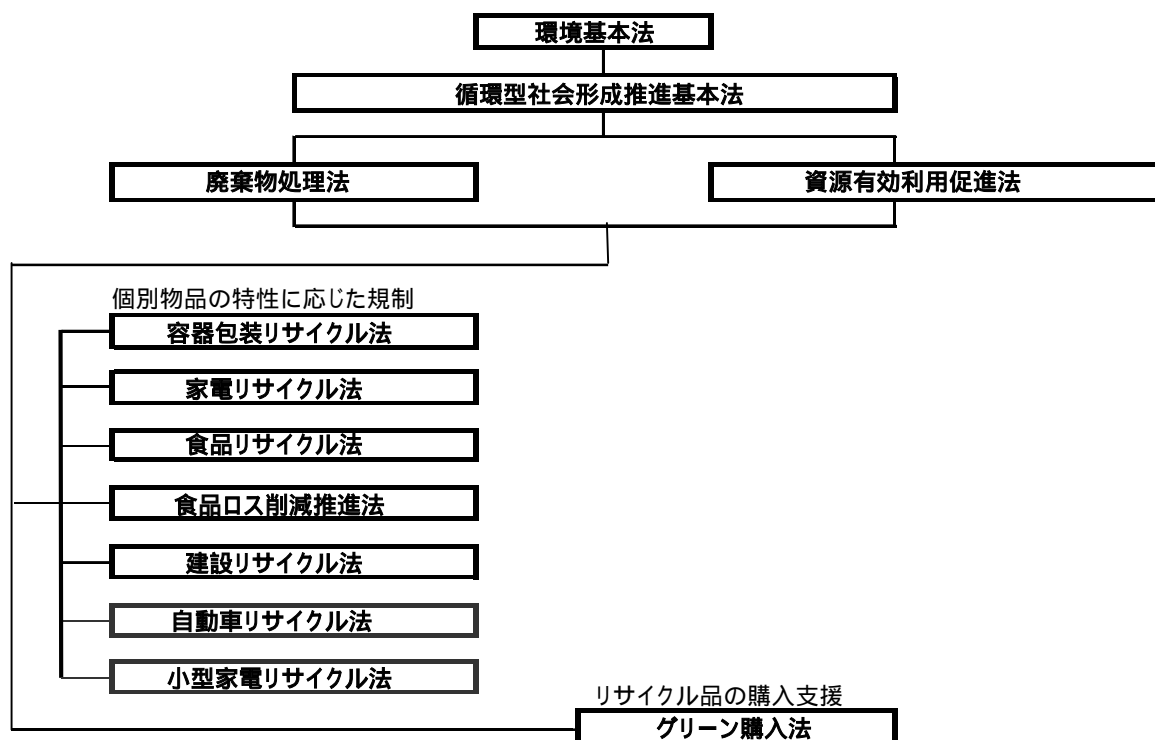 環境基本法
循環型社会形成推進基本法
廃棄物処理法
資源有効利用促進法
個別物品の特性に応じた規制
容器包装リサイクル法
家電リサイクル法
食品リサイクル法
食品ロス削減推進法
建設リサイクル法
自動車リサイクル法
小型家電リサイクル法
リサイクル品の購入支援
グリーン購入法